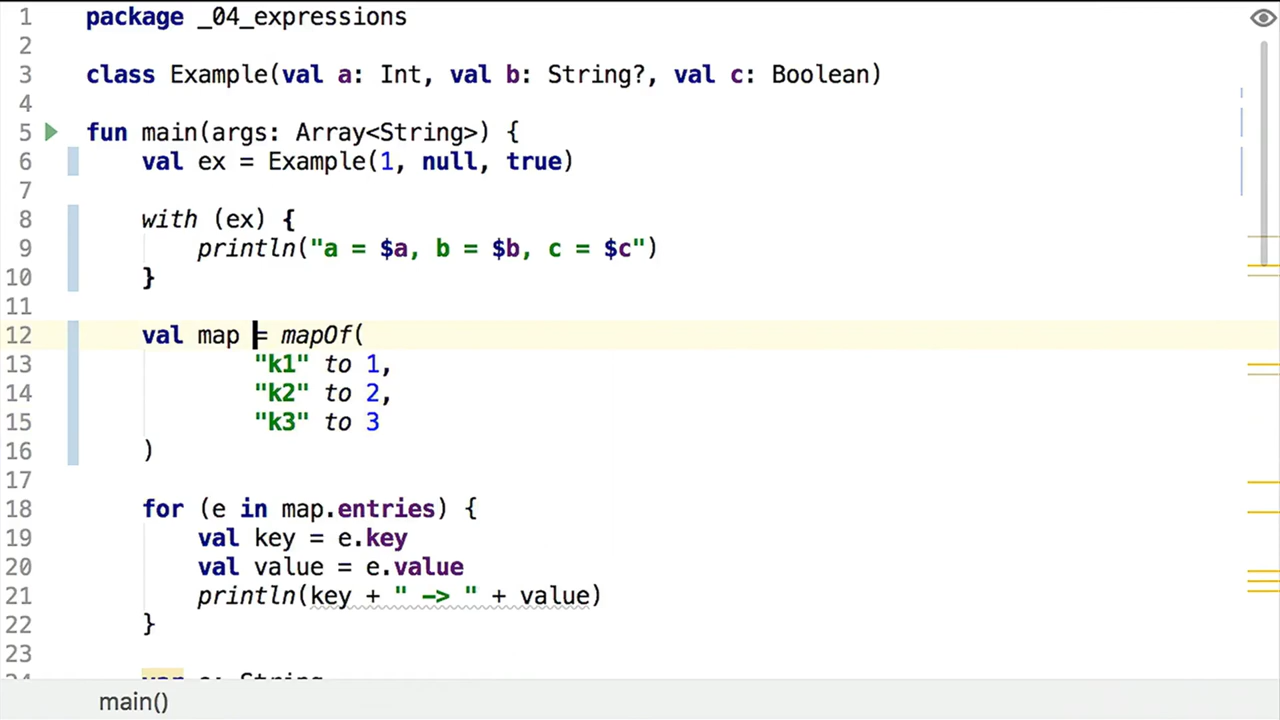 1 package _04_expressions
2
3 class Example(val a: Int, val b: String?, val c: Boolean)
4
5 fun main(args: Array<String>) {
6 val ex = Example(1, null, true)
7
8 with (ex) {
9 println("a = $a, b = $b, c = $c")
10 }
11
12 val map = mapOf(
13 "k1" to 1,
14 "k2" to 2,
15 "k3" to 3
16 )
17
18 for (e in map.entries) {
19 val key = e.key
20 val value = e.value
21 println(key + " -> " + value)
22 }
23
main()